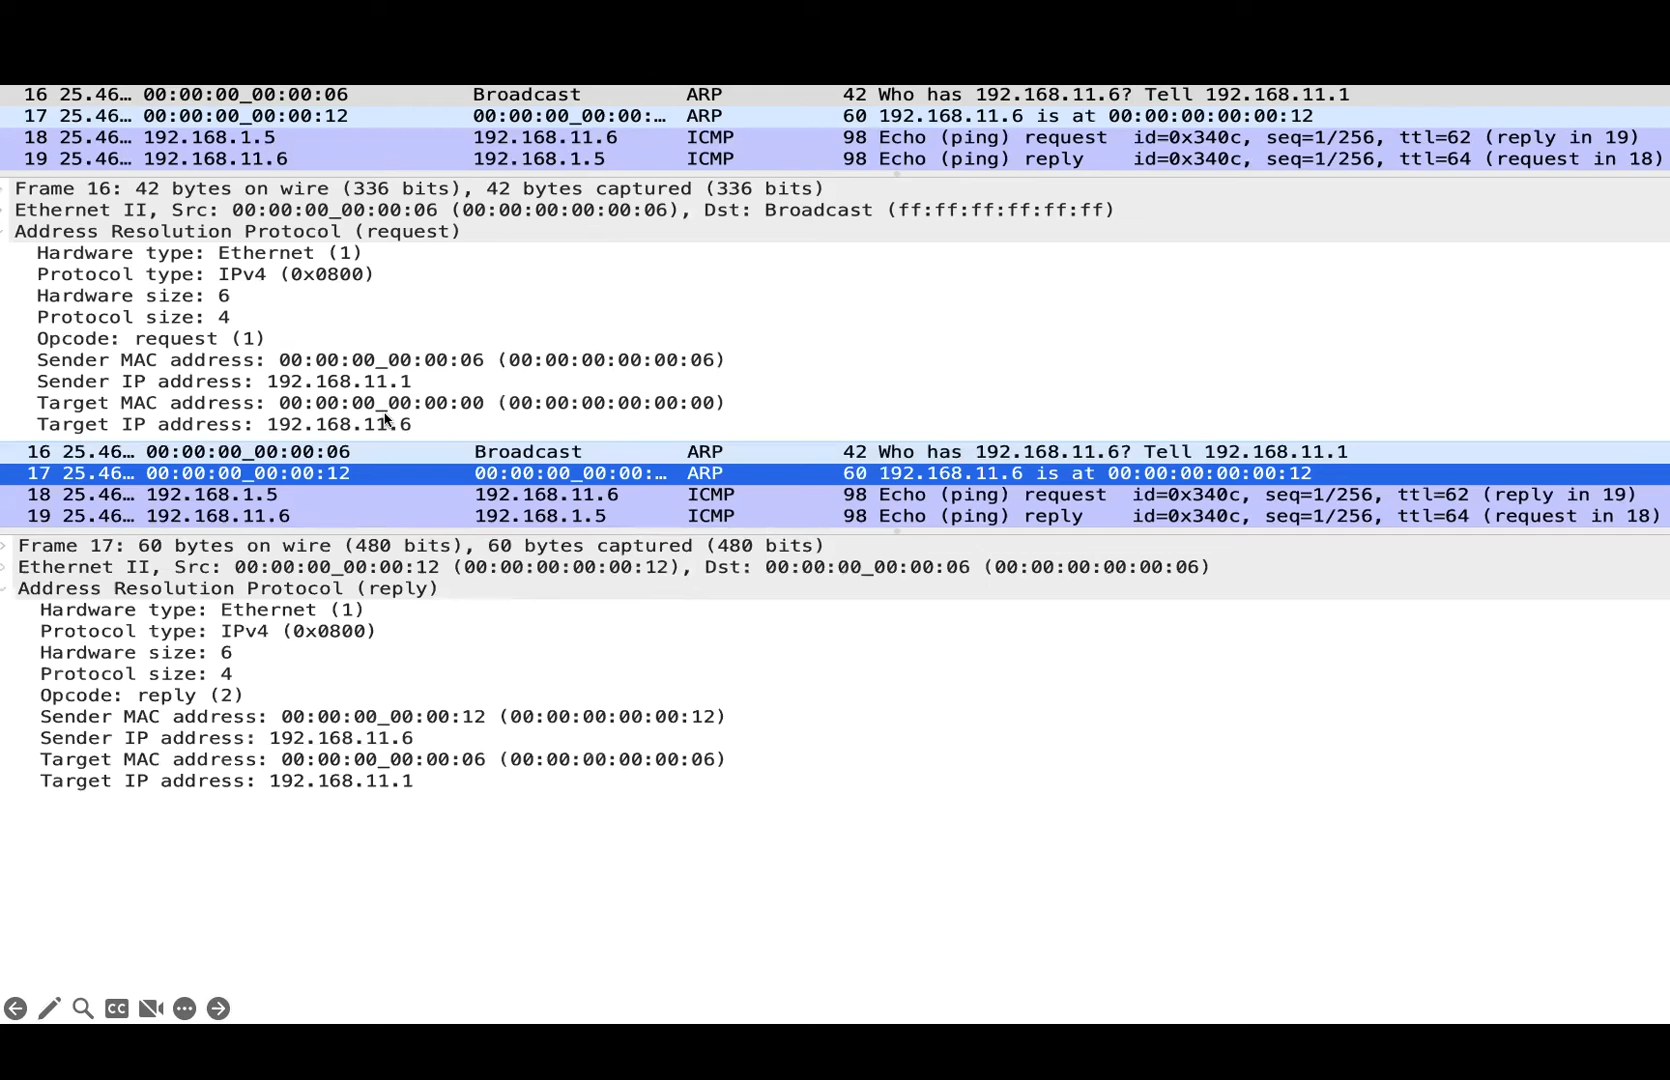 16 25.46… 00:00:00_00:00:06 Broadcast ARP 42 Who has 192.168.11.6? Tell 192.168.11.1
17 25.46… 00:00:00_00:00:12 00:00:00_00:00:… ARP 60 192.168.11.6 is at 00:00:00:00:00:12
18 25.46… 192.168.1.5 192.168.11.6 ICMP 98 Echo (ping) request id=0x340c, seq=1/256, ttl=62 (reply in 19)
19 25.46… 192.168.11.6 192.168.1.5 ICMP 98 Echo (ping) reply id=0x340c, seq=1/256, ttl=64 (request in 18)
Frame 16: 42 bytes on wire (336 bits), 42 bytes captured (336 bits)
Ethernet II, Src: 00:00:00_00:00:06 (00:00:00:00:00:06), Dst: Broadcast (ff:ff:ff:ff:ff:ff)
Address Resolution Protocol (request)
Hardware type: Ethernet (1)
Protocol type: IPv4 (0x0800)
Hardware size: 6
Protocol size: 4
Opcode: request (1)
Sender MAC address: 00:00:00_00:00:06 (00:00:00:00:00:06)
Sender IP address: 192.168.11.1
Target MAC address: 00:00:00_00:00:00 (00:00:00:00:00:00)
Target IP address: 192.168.11.6
16 25.46… 00:00:00_00:00:06 Broadcast ARP 42 Who has 192.168.11.6? Tell 192.168.11.1
17 25.46… 00:00:00_00:00:12 00:00:00_00:00:… ARP 60 192.168.11.6 is at 00:00:00:00:00:12
18 25.46… 192.168.1.5 192.168.11.6 ICMP 98 Echo (ping) request id=0x340c, seq=1/256, ttl=62 (reply in 19)
19 25.46… 192.168.11.6 192.168.1.5 ICMP 98 Echo (ping) reply id=0x340c, seq=1/256, ttl=64 (request in 18)
Frame 17: 60 bytes on wire (480 bits), 60 bytes captured (480 bits)
Ethernet II, Src: 00:00:00_00:00:12 (00:00:00:00:00:12), Dst: 00:00:00_00:00:06 (00:00:00:00:00:06)
Address Resolution Protocol (reply)
Hardware type: Ethernet (1)
Protocol type: IPv4 (0x0800)
Hardware size: 6
Protocol size: 4
Opcode: reply (2)
Sender MAC address: 00:00:00_00:00:12 (00:00:00:00:00:12)
Sender IP address: 192.168.11.6
Target MAC address: 00:00:00_00:00:06 (00:00:00:00:00:06)
Target IP address: 192.168.11.1
CC